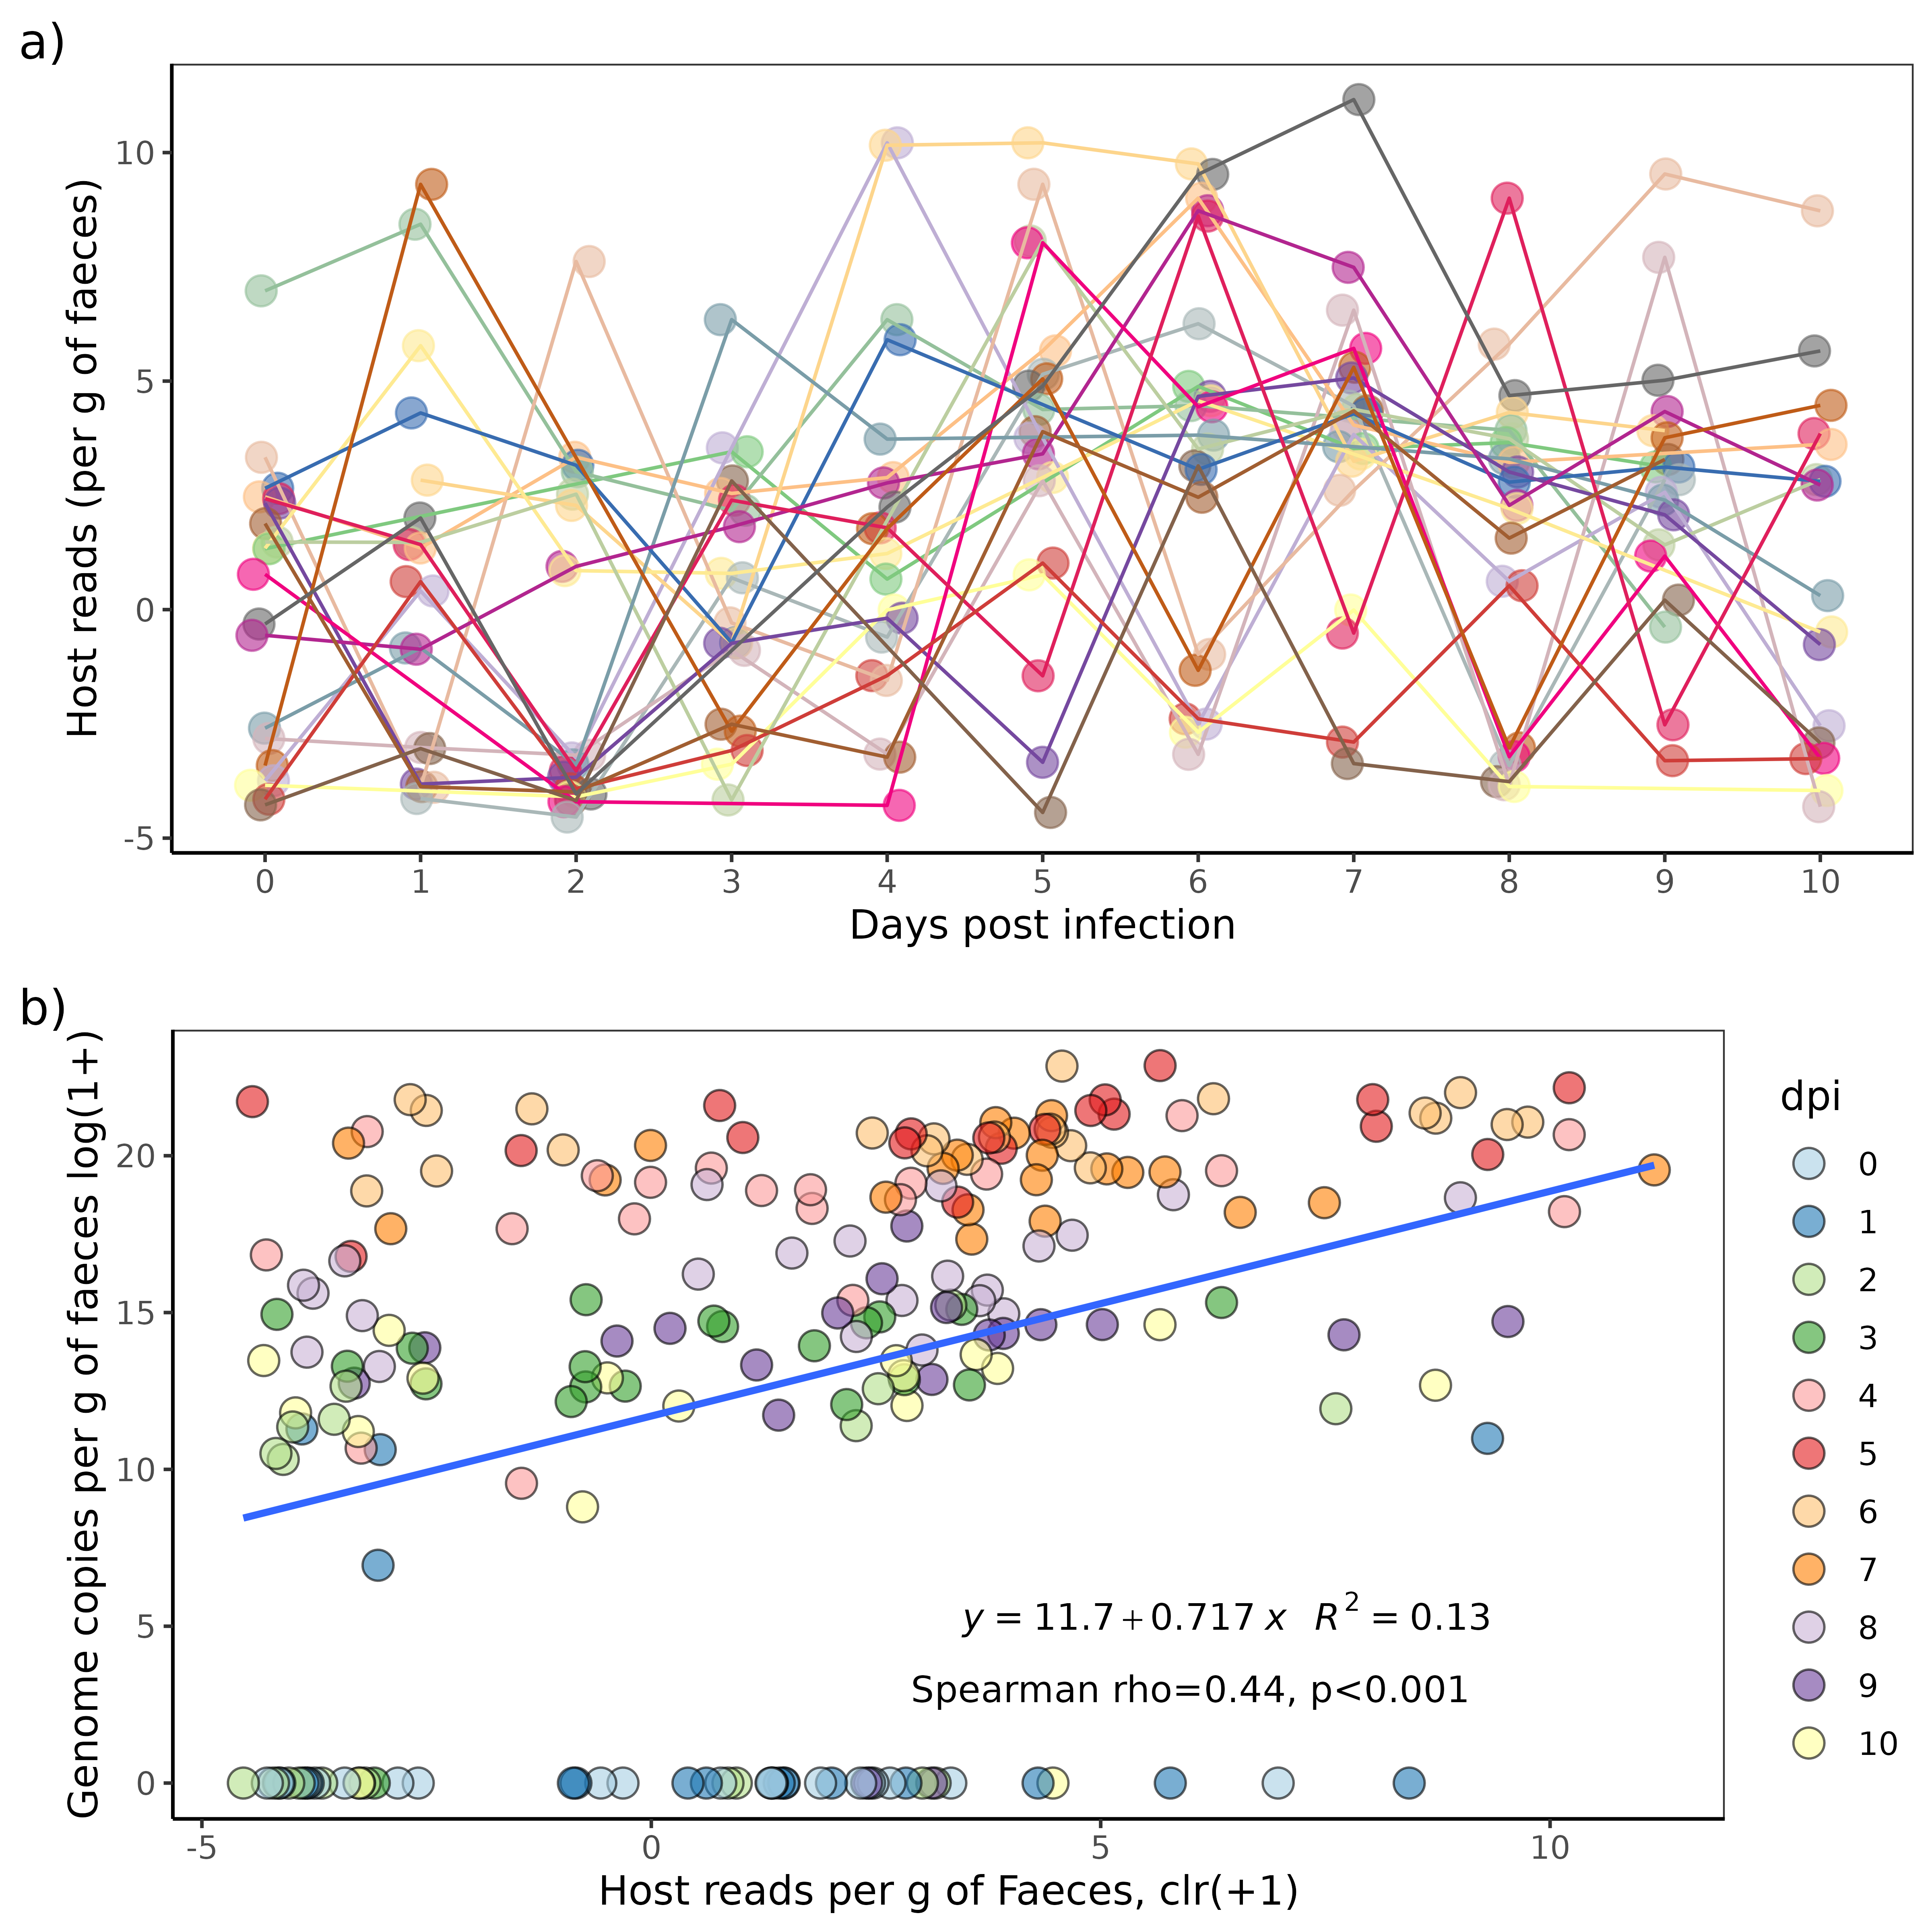 a)
Host reads (per g of faeces)
10
5
0
-5
0 1 2 3 4 5 6 7 8 9 10
Days post infection
b)
Genome copies per g of faeces log(1+)
20
15
10
5
0
y = 11.7 + 0.717 x R² = 0.13
Spearman rho=0.44, p<0.001
-5 0 5 10
Host reads per g of Faeces, clr(+1)
dpi
0
1
2
3
4
5
6
7
8
9
10